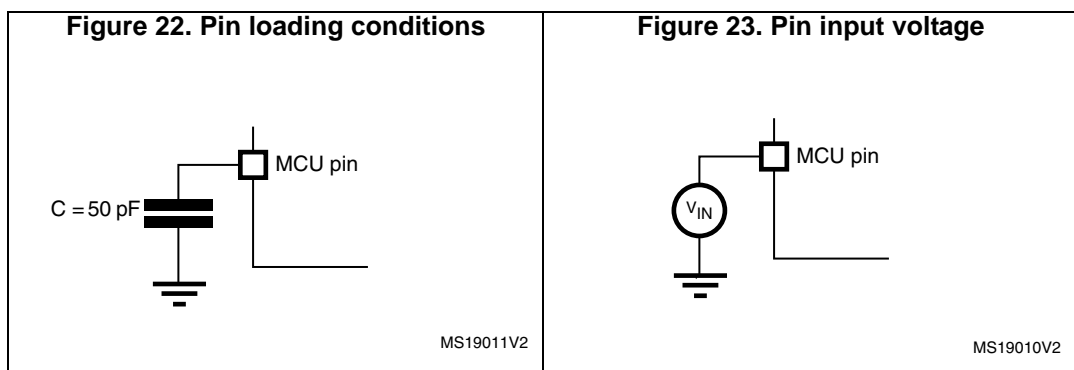 Figure 22. Pin loading conditions
MCU pin
C = 50 pF
MS19011V2
Figure 23. Pin input voltage
MCU pin
VIN
MS19010V2